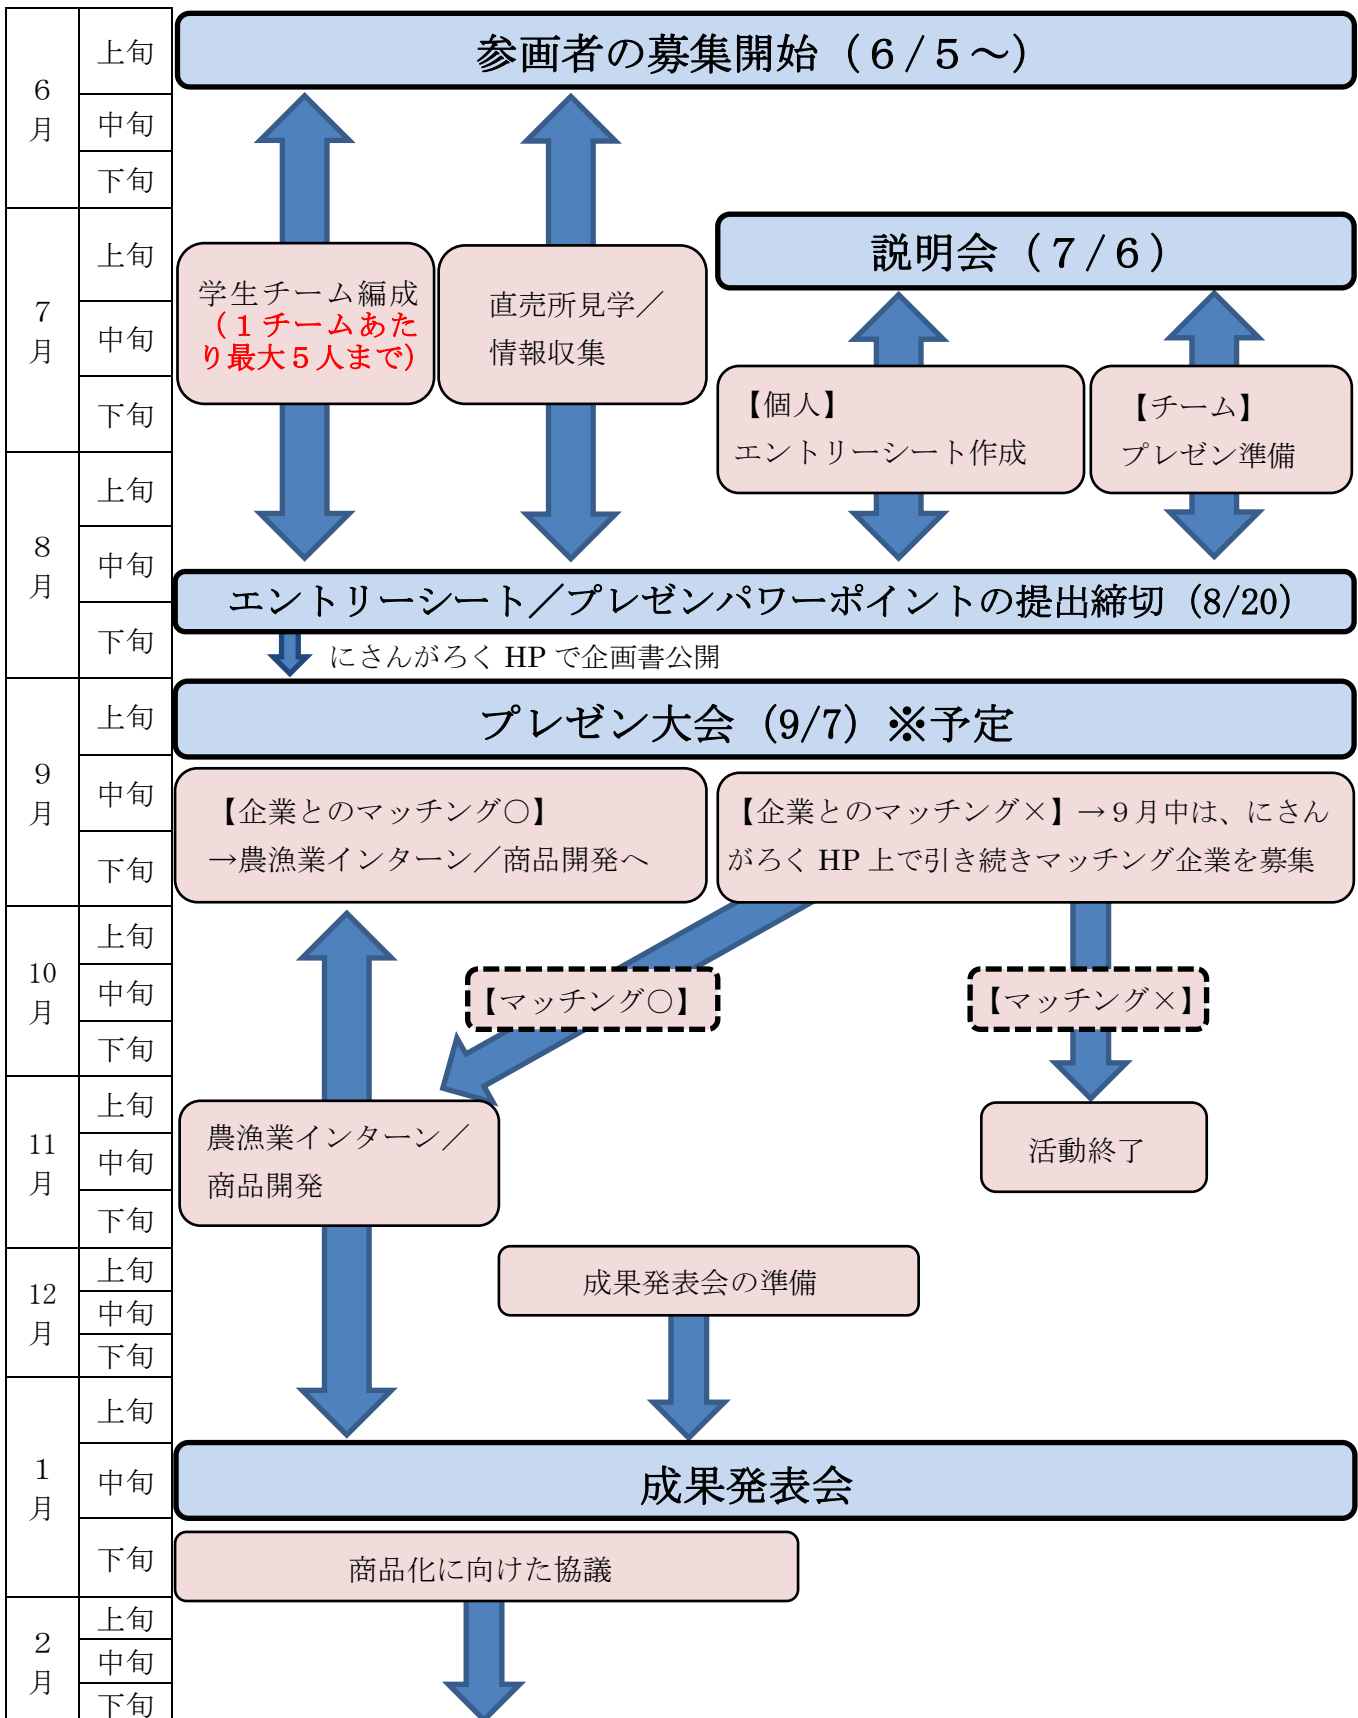 6
月
上旬
中旬
下旬
参画者の募集開始（６/５～）
7
月
上旬
中旬
下旬
説明会（７/６）
学生チーム編成
（１チームあた
り最大５人まで）
直売所見学／
情報収集
【個人】
エントリーシート作成
【チーム】
プレゼン準備
8
月
上旬
中旬
下旬
エントリーシート／プレゼンパワーポイントの提出締切（8/20）
にさんがろく HP で企画書公開
9
月
上旬
中旬
下旬
プレゼン大会（9/7）※予定
【企業とのマッチング○】
→農漁業インターン／商品開発へ
【企業とのマッチング×】→９月中は、にさん
がろく HP 上で引き続きマッチング企業を募集
10
月
上旬
中旬
下旬
【マッチング○】
【マッチング×】
11
月
上旬
中旬
下旬
農漁業インターン／
商品開発
活動終了
12
月
上旬
中旬
下旬
成果発表会の準備
1
月
上旬
中旬
下旬
成果発表会
商品化に向けた協議
2
月
上旬
中旬
下旬